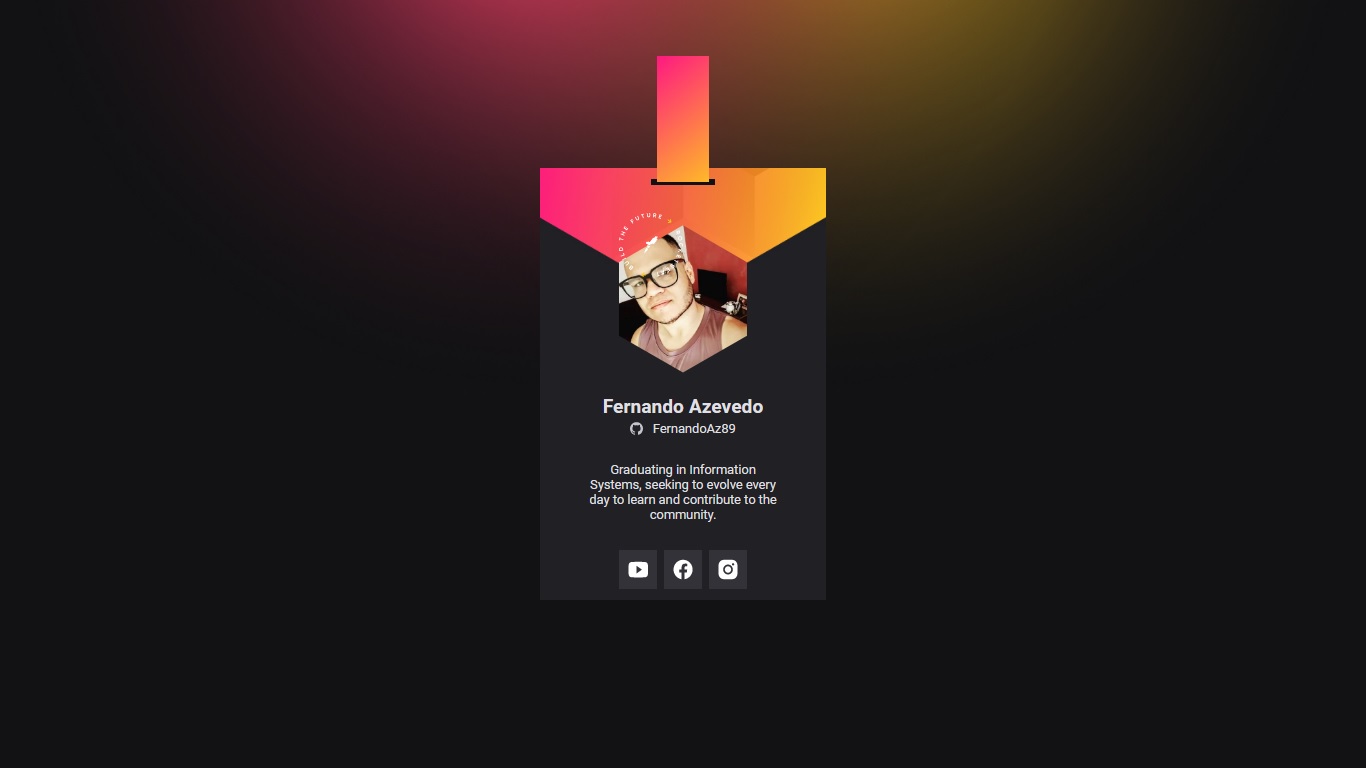 THE FUTURE
Fernando Azevedo
FernandoAz89
Graduating in Information
Systems, seeking to evolve every
day to learn and contribute to the
community.